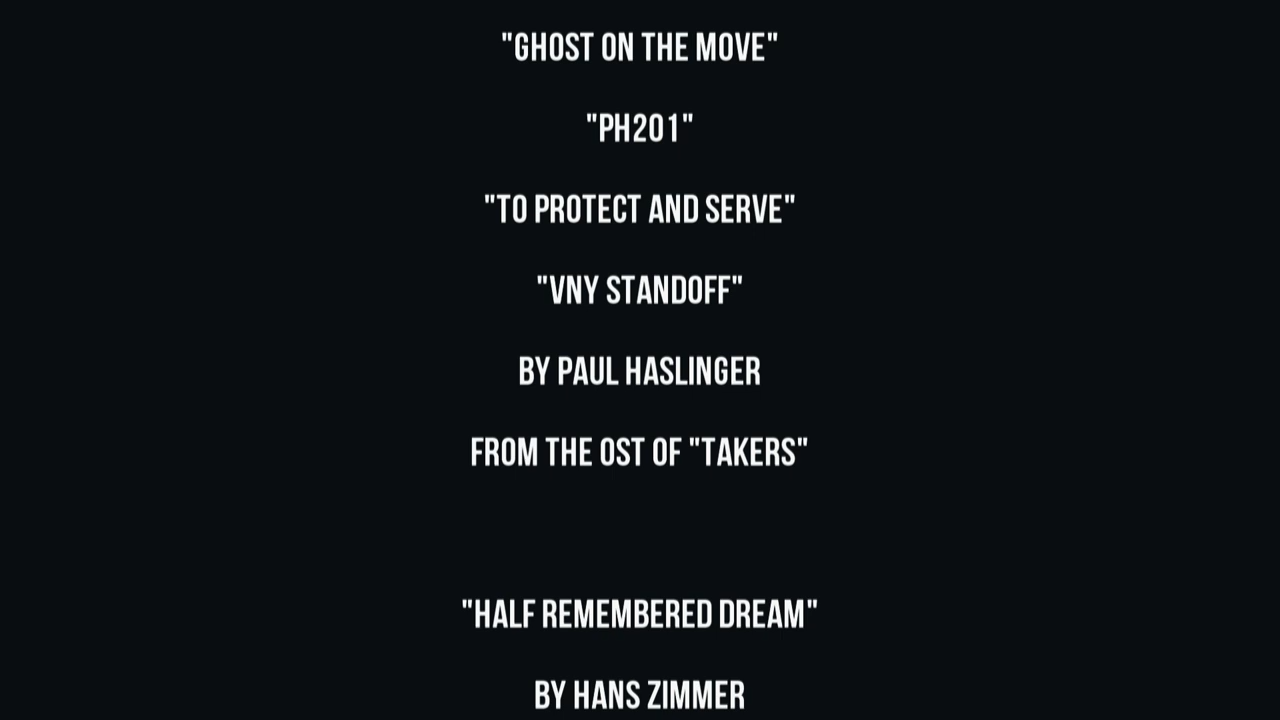 "GHOST ON THE MOVE"
"PH201"
"TO PROTECT AND SERVE"
"VNY STANDOFF"
BY PAUL HASLINGER
FROM THE OST OF "TAKERS"
"HALF REMEMBERED DREAM"
BY HANS ZIMMER